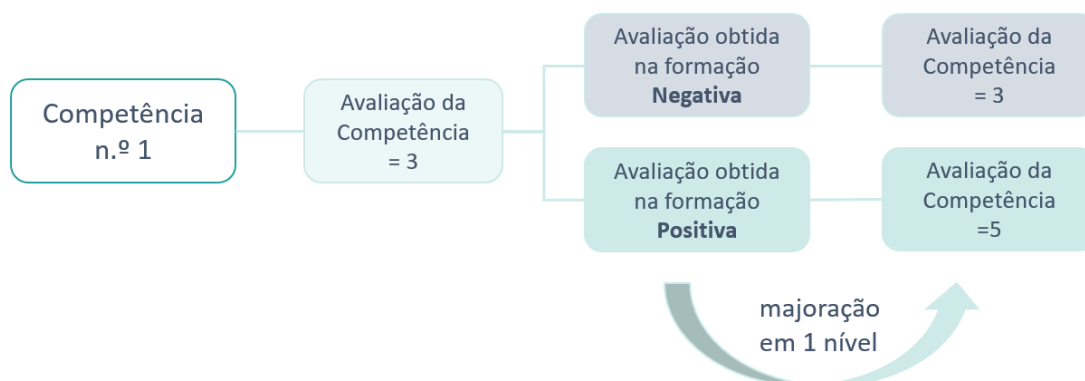 Competência
n.º 1
Avaliação da
Competência
= 3
Avaliação obtida
na formação
Negativa
Avaliação da
Competência
= 3
Avaliação obtida
na formação
Positiva
Avaliação da
Competência
=5
majoração
em 1 nível